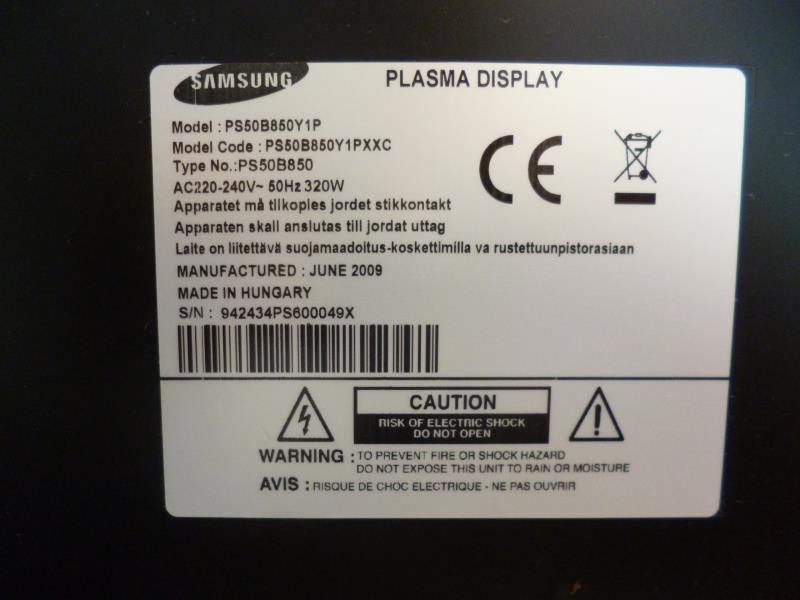 SAMSUNG
PLASMA DISPLAY
Model : PS50B850Y1P
Model Code : PS50B850Y1PXXC
Type No.:PS50B850
AC220-240V~ 50Hz 320W
Apparatet må tilkoples jordet stikkontakt
Apparaten skall anslutas till jordat uttag
Laite on liitettävä suojamaadoitus-koskettimilla va rustettuunpistorasiaan
MANUFACTURED : JUNE 2009
MADE IN HUNGARY
S/N : 942434PS600049X
CE
CAUTION
RISK OF ELECTRIC SHOCK
DO NOT OPEN
WARNING : TO PREVENT FIRE OR SHOCK HAZARD
DO NOT EXPOSE THIS UNIT TO RAIN OR MOISTURE
AVIS : RISQUE DE CHOC ELECTRIQUE - NE PAS OUVRIR